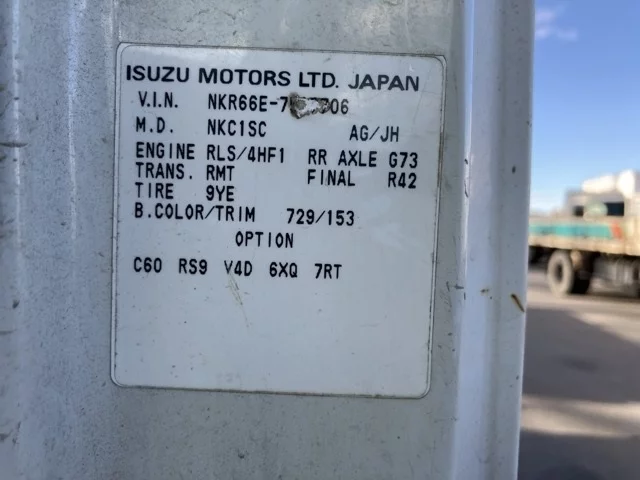 ISUZU MOTORS LTD. JAPAN
V.I.N. NKR66E-7
M.D. NKC1SC AG/JH
ENGINE RLS/4HF1 RR AXLE G73
TRANS. RMT FINAL R42
TIRE 9YE
B.COLOR/TRIM 729/153
OPTION
C60 RS9 V4D 6XQ 7RT